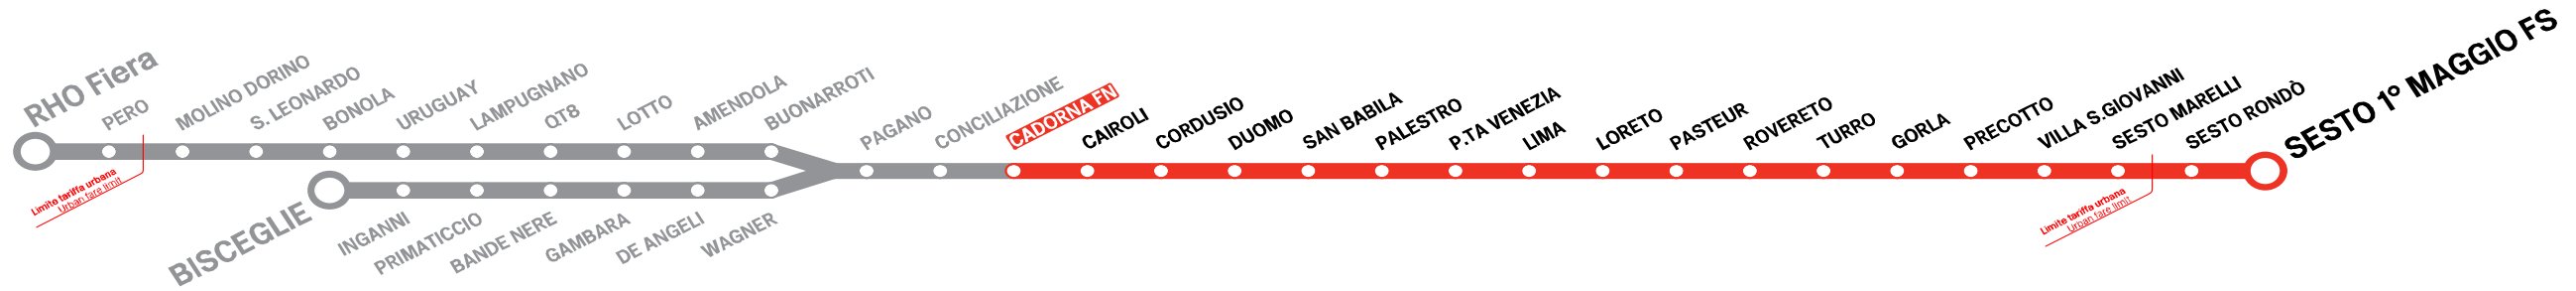 RHO Fiera
PERO
MOLINO DORINO
S. LEONARDO
BONOLA
URUGUAY
LAMPUGNANO
QT8
LOTTO
AMENDOLA
BUONARROTI
PAGANO
CONCILIAZIONE
CADORNA FN
CAIROLI
CORDUSIO
DUOMO
SAN BABILA
PALESTRO
P.TA VENEZIA
LIMA
LORETO
PASTEUR
ROVERETO
TURRO
GORLA
PRECOTTO
VILLA S.GIOVANNI
SESTO MARELLI
SESTO RONDÒ
SESTO 1° MAGGIO FS
Limite tariffa urbana
Urban fare limit
BISCEGLIE
INGANNI
PRIMATICCIO
BANDE NERE
GAMBARA
DE ANGELI
WAGNER
Limite tariffa urbana
Urban fare limit